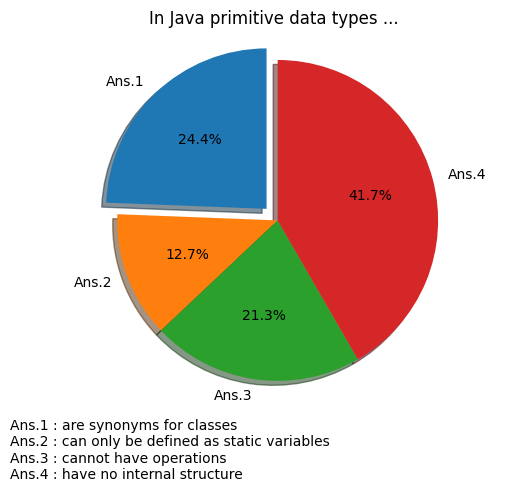 In Java primitive data types ...
Ans.1
24.4%
41.7%
Ans.4
12.7%
Ans.2
21.3%
Ans.3
Ans.1 : are synonyms for classes
Ans.2 : can only be defined as static variables
Ans.3 : cannot have operations
Ans.4 : have no internal structure